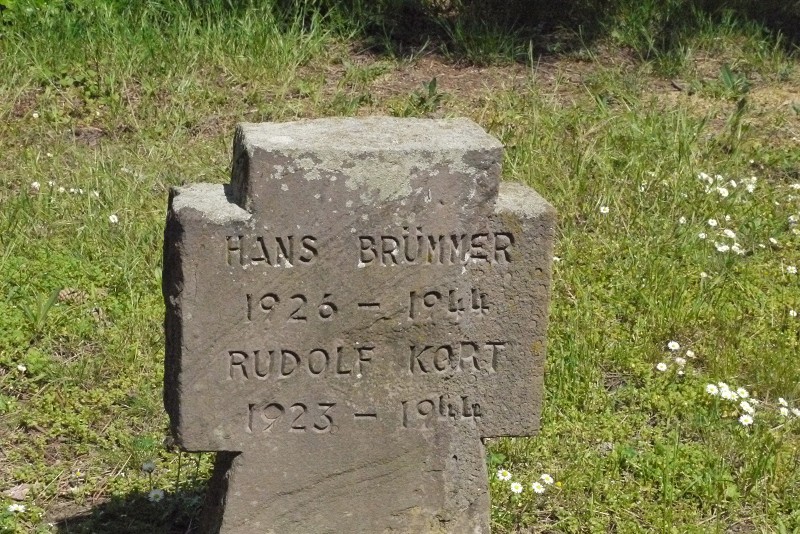 HANS BRÜMMER
1926 – 1944
RUDOLF KORT
1923 – 1944